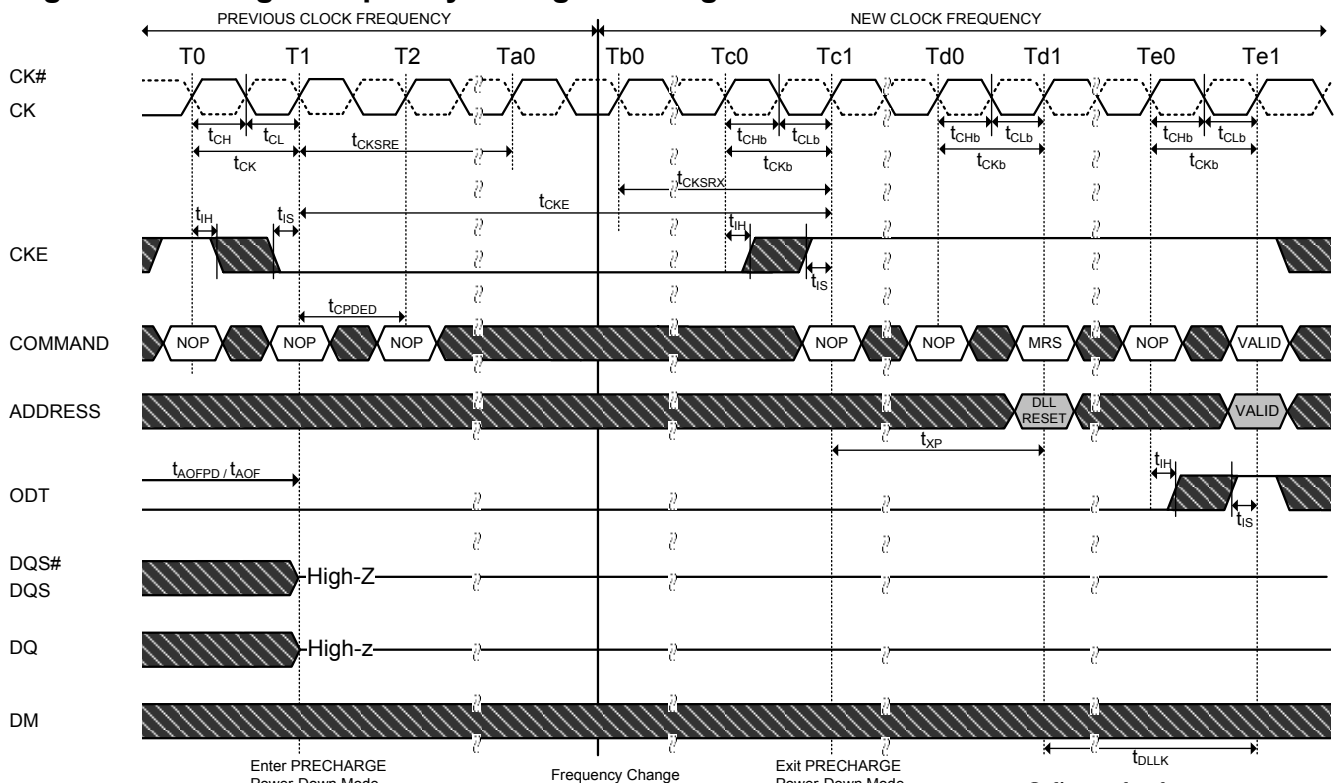 PREVIOUS CLOCK FREQUENCY NEW CLOCK FREQUENCY
T0 T1 T2 Ta0 Tb0 Tc0 Tc1 Td0 Td1 Te0 Te1
CK#
CK
tCH tCL tCHb tCLb tCHb tCLb tCHb tCLb
tCK tCKSRE tCKb tCKb tCKb
tCKSRX
tCKE
tIH tIS tIH
CKE
tIS
tCPDED
COMMAND NOP NOP NOP NOP NOP MRS NOP VALID
ADDRESS DLL RESET VALID
tXP
tAOFPD / tAOF tIH
ODT
tIS
DQS#
DQS
High-Z
DQ High-z
DM
tDLLK
Enter PRECHARGE Frequency Change Exit PRECHARGE